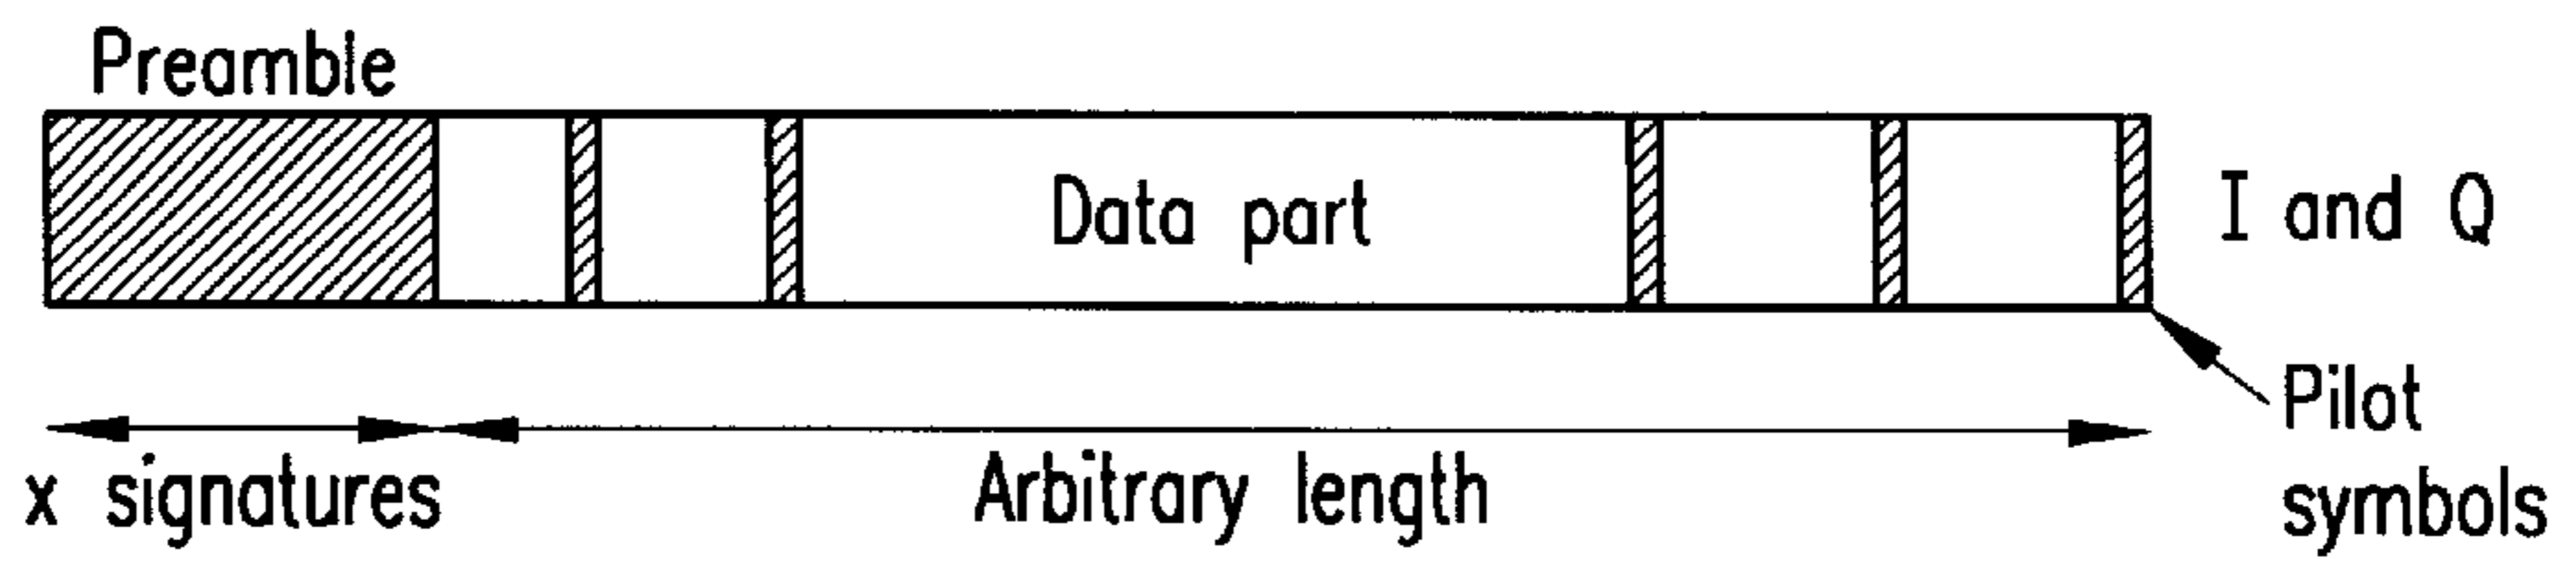 Preamble
Data part
I and Q
x signatures
Arbitrary length
Pilot
symbols